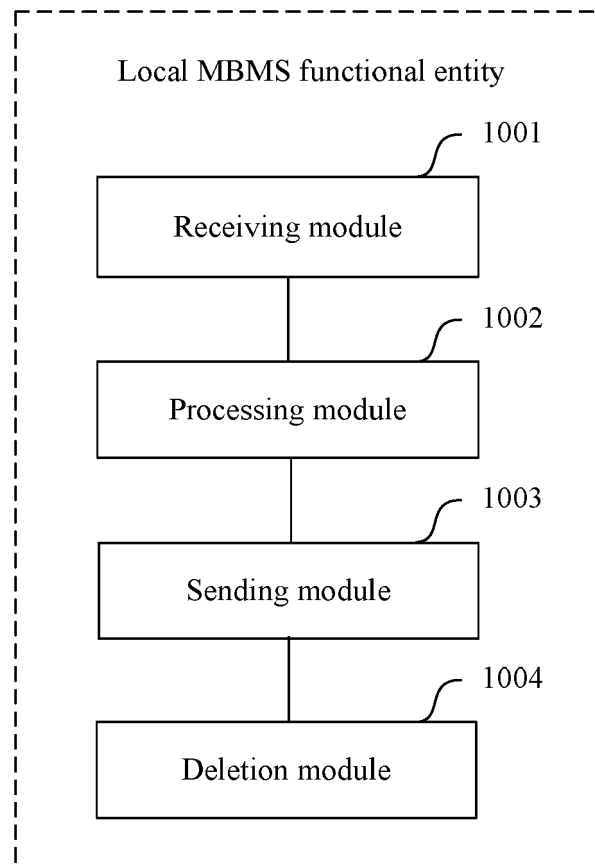 Local MBMS functional entity
1001
Receiving module
1002
Processing module
1003
Sending module
1004
Deletion module